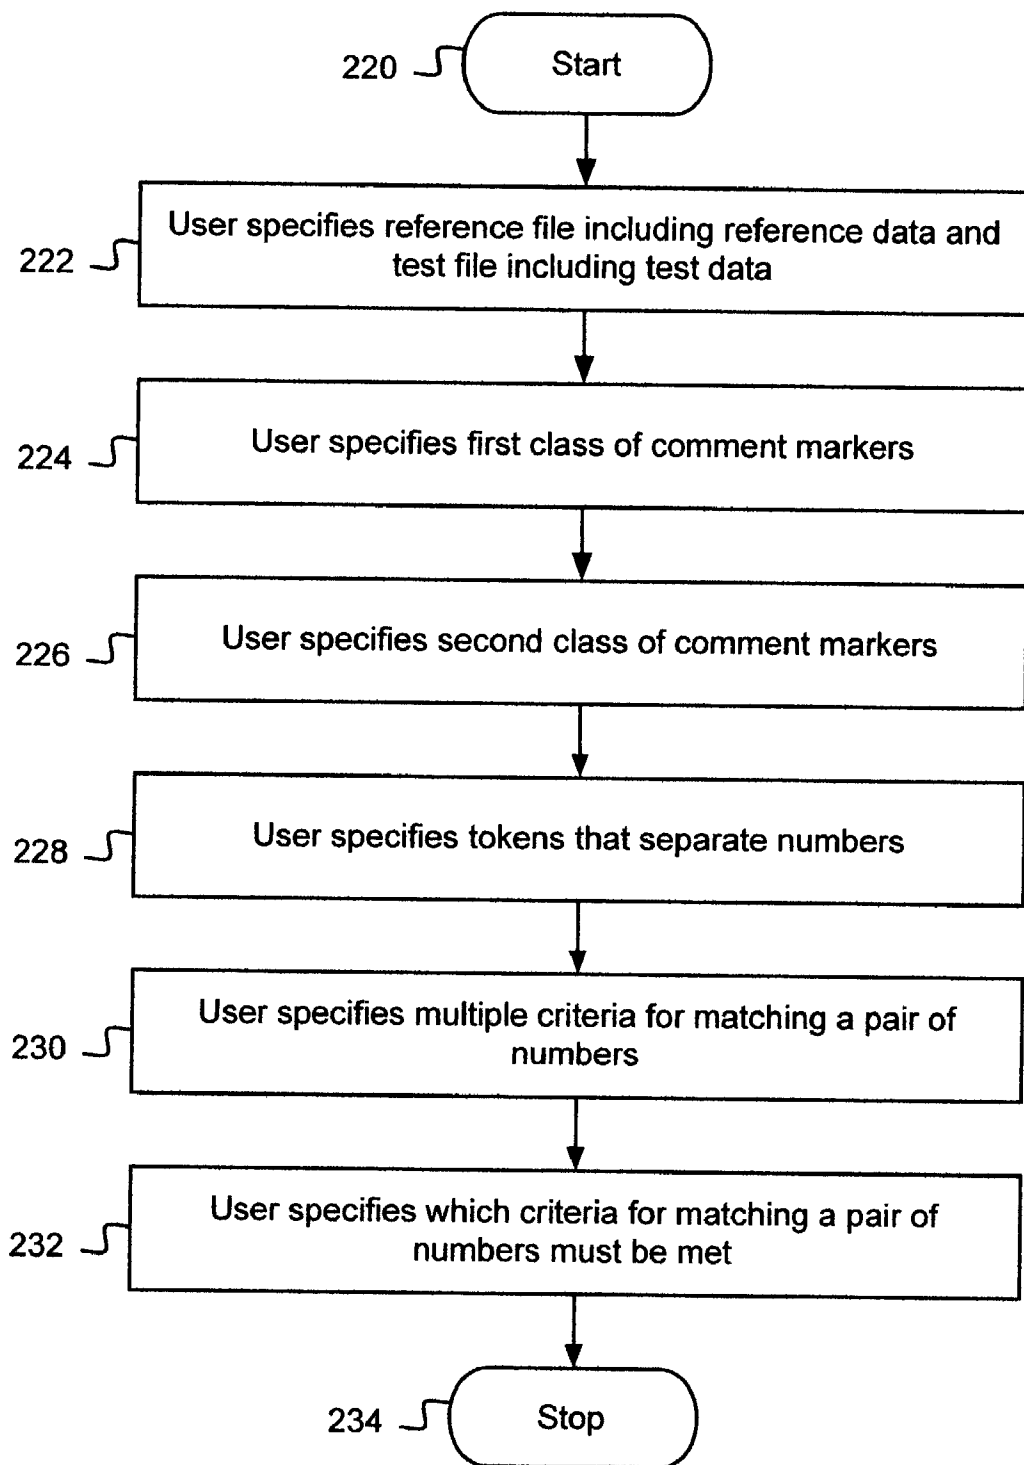 220
Start
222
User specifies reference file including reference data and
test file including test data
224
User specifies first class of comment markers
226
User specifies second class of comment markers
228
User specifies tokens that separate numbers
230
User specifies multiple criteria for matching a pair of
numbers
232
User specifies which criteria for matching a pair of
numbers must be met
234
Stop